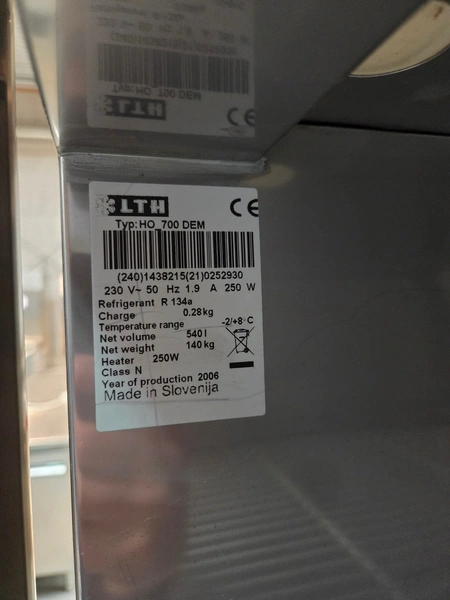 LTH CE
Typ:HO_700 DEM
(240)1438215(21)0252930
230 V~ 50 Hz 1.9 A 250 W
Refrigerant R 134a
Charge 0.28kg
Temperature range -2/+8°C
Net volume 540 l
Net weight 140 kg
Heater 250W
Class N
Year of production 2006
Made in Slovenija